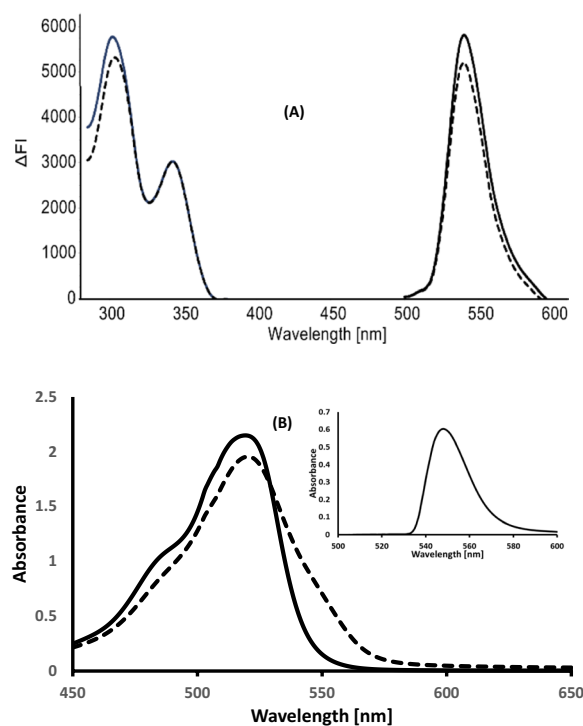 6000
5000
4000
3000
2000
1000
0
ΔFI
(A)
300 350 400 450 500 550 600
Wavelength [nm]
2.5
2
1.5
1
0.5
0
Absorbance
(B)
450 500 550 600 650
Wavelength [nm]
0.7
0.6
0.5
0.4
0.3
0.2
0.1
0
Absorbance
500 520 540 560 580 600
Wavelength [nm]